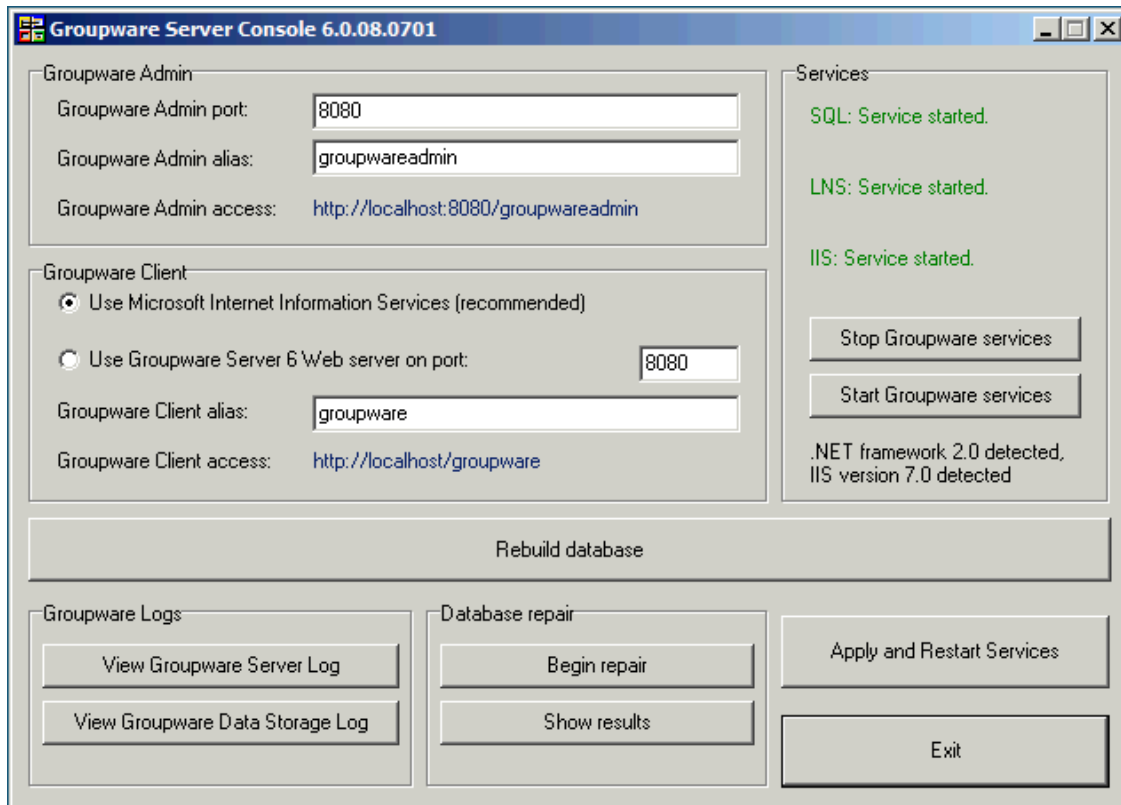 Groupware Server Console 6.0.08.0701
Groupware Admin
Groupware Admin port:
8080
Groupware Admin alias:
groupwareadmin
Groupware Admin access:
http://localhost:8080/groupwareadmin
Groupware Client
Use Microsoft Internet Information Services (recommended)
Use Groupware Server 6 Web server on port:
8080
Groupware Client alias:
groupware
Groupware Client access:
http://localhost/groupware
Services
SQL: Service started.
LNS: Service started.
IIS: Service started.
Stop Groupware services
Start Groupware services
.NET framework 2.0 detected,
IIS version 7.0 detected
Rebuild database
Groupware Logs
View Groupware Server Log
View Groupware Data Storage Log
Database repair
Begin repair
Show results
Apply and Restart Services
Exit